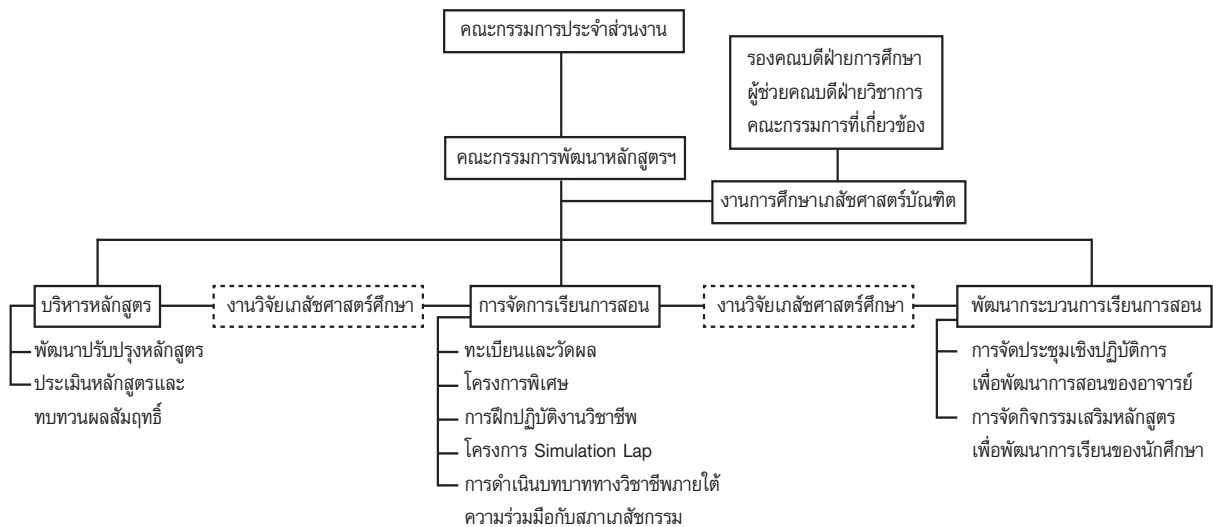 คณะกรรมการประจำส่วนงาน
รองคณบดีฝ่ายการศึกษา
ผู้ช่วยคณบดีฝ่ายวิชาการ
คณะกรรมการที่เกี่ยวข้อง
คณะกรรมการพัฒนาหลักสูตรฯ
งานการศึกษาเภสัชศาสตร์บัณฑิต
บริหารหลักสูตร
งานวิจัยเภสัชศาสตร์ศึกษา
การจัดการเรียนการสอน
งานวิจัยเภสัชศาสตร์ศึกษา
พัฒนากระบวนการเรียนการสอน
พัฒนาปรับปรุงหลักสูตร
ประเมินหลักสูตรและ
ทบทวนผลสัมฤทธิ์
ทะเบียนและวัดผล
โครงการพิเศษ
การฝึกปฏิบัติงานวิชาชีพ
โครงการ Simulation Lap
การดำเนินบทบาททางวิชาชีพภายใต้
ความร่วมมือกับสภาเภสัชกรรม
การจัดประชุมเชิงปฏิบัติการ
เพื่อพัฒนาการสอนของอาจารย์
การจัดกิจกรรมเสริมหลักสูตร
เพื่อพัฒนาการเรียนของนักศึกษา